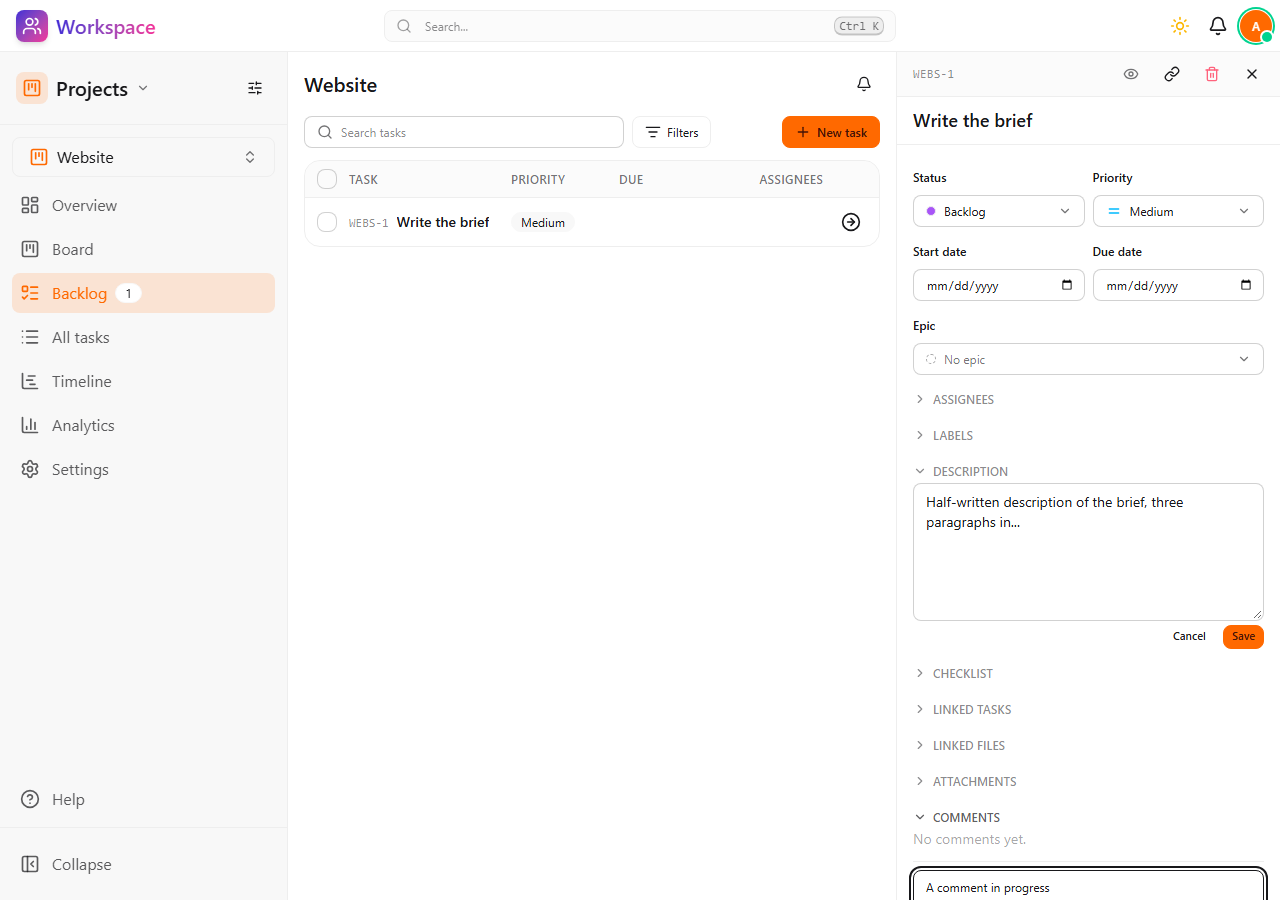 Workspace
Search...
Ctrl K
A
Projects
Website
Overview
Board
Backlog 1
All tasks
Timeline
Analytics
Settings
Help
Collapse
Website
Search tasks
Filters
New task
TASK PRIORITY DUE ASSIGNEES
WEBS-1 Write the brief Medium
WEBS-1
Write the brief
Status Priority
Backlog Medium
Start date Due date
mm/dd/yyyy mm/dd/yyyy
Epic
No epic
ASSIGNEES
LABELS
DESCRIPTION
Half-written description of the brief, three
paragraphs in...
Cancel Save
CHECKLIST
LINKED TASKS
LINKED FILES
ATTACHMENTS
COMMENTS
No comments yet.
A comment in progress